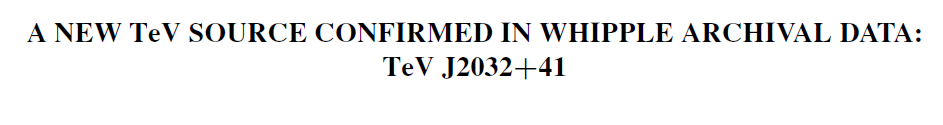 A NEW TeV SOURCE CONFIRMED IN WHIPPLE ARCHIVAL DATA:
TeV J2032+41